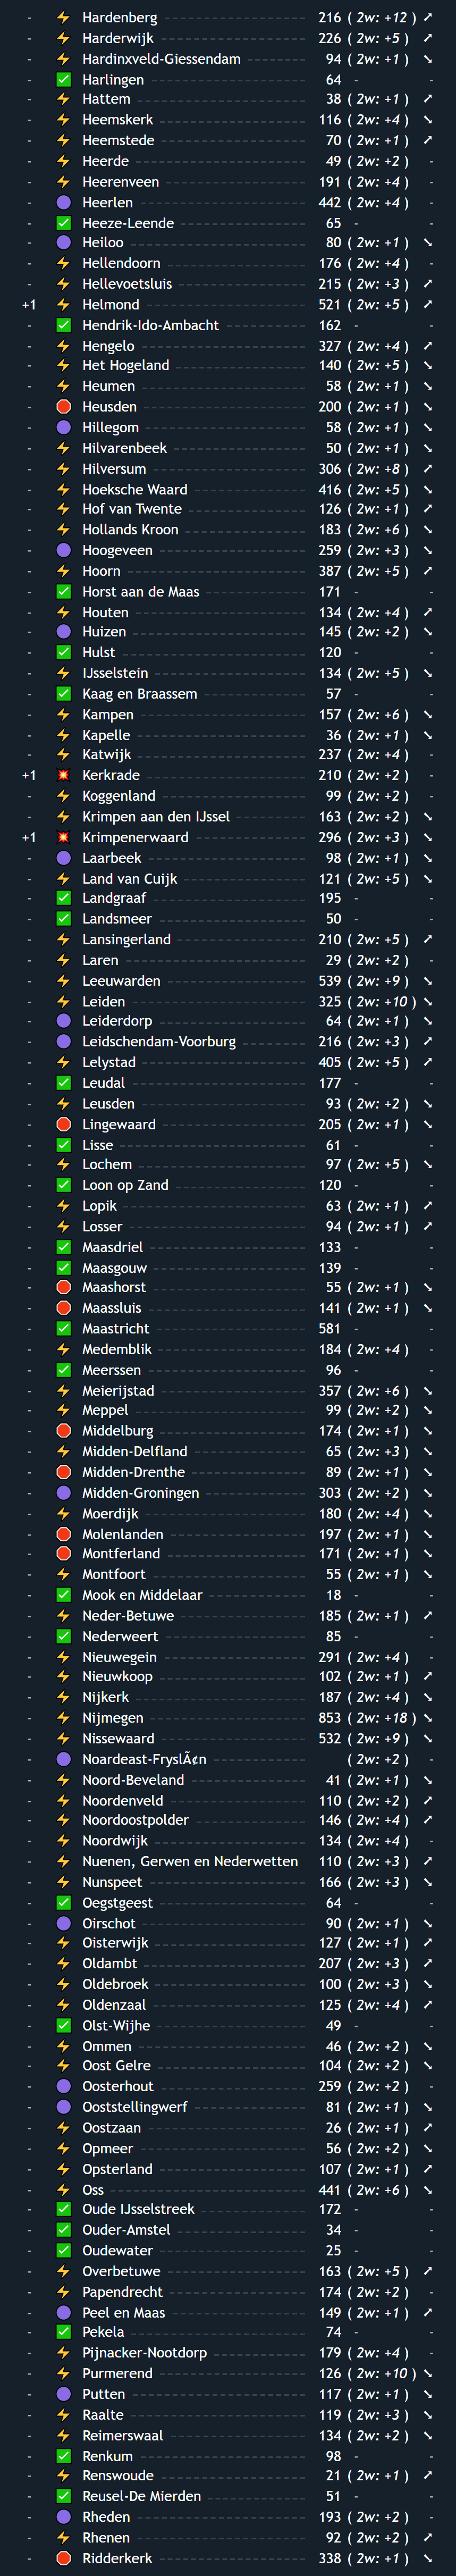 - ⚡ Hardenberg 216 ( 2w: +12 ) ↗
- ⚡ Harderwijk 226 ( 2w: +5 ) ↗
- ⚡ Hardinxveld-Giessendam 94 ( 2w: +1 ) ↘
- ✅ Harlingen 64 - -
- ⚡ Hattem 38 ( 2w: +1 ) ↗
- ⚡ Heemskerk 116 ( 2w: +4 ) ↘
- ⚡ Heemstede 70 ( 2w: +1 ) ↗
- ⚡ Heerde 49 ( 2w: +2 ) -
- ⚡ Heerenveen 191 ( 2w: +4 ) -
- 🟣 Heerlen 442 ( 2w: +4 ) -
- ✅ Heeze-Leende 65 - -
- 🟣 Heiloo 80 ( 2w: +1 ) ↘
- ⚡ Hellendoorn 176 ( 2w: +4 ) -
- ⚡ Hellevoetsluis 215 ( 2w: +3 ) ↗
+1 ⚡ Helmond 521 ( 2w: +5 ) ↗
- ✅ Hendrik-Ido-Ambacht 162 - -
- ⚡ Hengelo 327 ( 2w: +4 ) ↗
- ⚡ Het Hogeland 140 ( 2w: +5 ) ↘
- ⚡ Heumen 58 ( 2w: +1 ) ↘
- 🛑 Heusden 200 ( 2w: +1 ) ↘
- 🟣 Hillegom 58 ( 2w: +1 ) ↘
- ⚡ Hilvarenbeek 50 ( 2w: +1 ) ↘
- ⚡ Hilversum 306 ( 2w: +8 ) ↗
- ⚡ Hoeksche Waard 416 ( 2w: +5 ) ↘
- ⚡ Hof van Twente 126 ( 2w: +1 ) ↗
- ⚡ Hollands Kroon 183 ( 2w: +6 ) ↘
- 🟣 Hoogeveen 259 ( 2w: +3 ) ↘
- ⚡ Hoorn 387 ( 2w: +5 ) ↗
- ✅ Horst aan de Maas 171 - -
- ⚡ Houten 134 ( 2w: +4 ) ↗
- 🟣 Huizen 145 ( 2w: +2 ) ↘
- ✅ Hulst 120 - -
- ⚡ IJsselstein 134 ( 2w: +5 ) ↘
- ✅ Kaag en Braassem 57 - -
- ⚡ Kampen 157 ( 2w: +6 ) ↘
- ⚡ Kapelle 36 ( 2w: +1 ) ↘
- ⚡ Katwijk 237 ( 2w: +4 ) -
+1 💥 Kerkrade 210 ( 2w: +2 ) -
- ⚡ Koggenland 99 ( 2w: +2 ) -
- ⚡ Krimpen aan den IJssel 163 ( 2w: +2 ) ↘
+1 💥 Krimpenerwaard 296 ( 2w: +3 ) ↘
- 🟣 Laarbeek 98 ( 2w: +1 ) ↘
- ⚡ Land van Cuijk 121 ( 2w: +5 ) ↘
- ✅ Landgraaf 195 - -
- ✅ Landsmeer 50 - -
- ⚡ Lansingerland 210 ( 2w: +5 ) ↗
- ⚡ Laren 29 ( 2w: +2 ) -
- ⚡ Leeuwarden 539 ( 2w: +9 ) ↘
- ⚡ Leiden 325 ( 2w: +10 ) ↘
- 🟣 Leiderdorp 64 ( 2w: +1 ) ↘
- 🟣 Leidschendam-Voorburg 216 ( 2w: +3 ) ↗
- ⚡ Lelystad 405 ( 2w: +5 ) ↗
- ✅ Leudal 177 - -
- ⚡ Leusden 93 ( 2w: +2 ) ↘
- 🛑 Lingewaard 205 ( 2w: +1 ) ↘
- ✅ Lisse 61 - -
- ⚡ Lochem 97 ( 2w: +5 ) ↘
- ✅ Loon op Zand 120 - -
- ⚡ Lopik 63 ( 2w: +1 ) ↗
- ⚡ Losser 94 ( 2w: +1 ) ↗
- ✅ Maasdriel 133 - -
- ✅ Maasgouw 139 - -
- 🛑 Maashorst 55 ( 2w: +1 ) ↘
- 🛑 Maassluis 141 ( 2w: +1 ) ↘
- ✅ Maastricht 581 - -
- ⚡ Medemblik 184 ( 2w: +4 ) -
- ✅ Meerssen 96 - -
- ⚡ Meierijstad 357 ( 2w: +6 ) ↘
- ⚡ Meppel 99 ( 2w: +2 ) ↘
- 🛑 Middelburg 174 ( 2w: +1 ) ↘
- ⚡ Midden-Delfland 65 ( 2w: +3 ) ↘
- 🛑 Midden-Drenthe 89 ( 2w: +1 ) ↘
- 🟣 Midden-Groningen 303 ( 2w: +2 ) ↘
- ⚡ Moerdijk 180 ( 2w: +4 ) ↘
- 🛑 Molenlanden 197 ( 2w: +1 ) ↘
- 🛑 Montferland 171 ( 2w: +1 ) ↘
- ⚡ Montfoort 55 ( 2w: +1 ) ↘
- ✅ Mook en Middelaar 18 - -
- ⚡ Neder-Betuwe 185 ( 2w: +1 ) ↗
- ✅ Nederweert 85 - -
- ⚡ Nieuwegein 291 ( 2w: +4 ) -
- ⚡ Nieuwkoop 102 ( 2w: +1 ) ↗
- ⚡ Nijkerk 187 ( 2w: +4 ) ↘
- ⚡ Nijmegen 853 ( 2w: +18 ) ↘
- ⚡ Nissewaard 532 ( 2w: +9 ) ↘
- 🟣 Noardeast-FryslÃ¢n ( 2w: +2 ) -
- ⚡ Noord-Beveland 41 ( 2w: +1 ) ↘
- ⚡ Noordenveld 110 ( 2w: +2 ) ↗
- ⚡ Noordoostpolder 146 ( 2w: +4 ) ↗
- ⚡ Noordwijk 134 ( 2w: +4 ) -
- ⚡ Nuenen, Gerwen en Nederwetten 110 ( 2w: +3 ) ↗
- ⚡ Nunspeet 166 ( 2w: +3 ) ↘
- ✅ Oegstgeest 64 - -
- 🟣 Oirschot 90 ( 2w: +1 ) ↘
- ⚡ Oisterwijk 127 ( 2w: +1 ) ↗
- ⚡ Oldambt 207 ( 2w: +3 ) ↗
- ⚡ Oldebroek 100 ( 2w: +3 ) ↘
- ⚡ Oldenzaal 125 ( 2w: +4 ) ↗
- ✅ Olst-Wijhe 49 - -
- ⚡ Ommen 46 ( 2w: +2 ) ↘
- ⚡ Oost Gelre 104 ( 2w: +2 ) ↘
- 🟣 Oosterhout 259 ( 2w: +2 ) -
- 🟣 Ooststellingwerf 81 ( 2w: +1 ) ↘
- ⚡ Oostzaan 26 ( 2w: +1 ) ↗
- ⚡ Opmeer 56 ( 2w: +2 ) ↘
- ⚡ Opsterland 107 ( 2w: +1 ) ↗
- ⚡ Oss 441 ( 2w: +6 ) ↘
- ✅ Oude IJsselstreek 172 - -
- ✅ Ouder-Amstel 34 - -
- ✅ Oudewater 25 - -
- ⚡ Overbetuwe 163 ( 2w: +5 ) ↗
- ⚡ Papendrecht 174 ( 2w: +2 ) -
- 🟣 Peel en Maas 149 ( 2w: +1 ) ↗
- ✅ Pekela 74 - -
- ⚡ Pijnacker-Nootdorp 179 ( 2w: +4 ) -
- ⚡ Purmerend 126 ( 2w: +10 ) ↘
- 🟣 Putten 117 ( 2w: +1 ) ↘
- ⚡ Raalte 119 ( 2w: +3 ) ↘
- ⚡ Reimerswaal 134 ( 2w: +2 ) ↘
- ✅ Renkum 98 - -
- ⚡ Renswoude 21 ( 2w: +1 ) ↗
- ✅ Reusel-De Mierden 51 - -
- 🟣 Rheden 193 ( 2w: +2 ) -
- ⚡ Rhenen 92 ( 2w: +2 ) ↗
- 🛑 Ridderkerk 338 ( 2w: +1 ) ↘